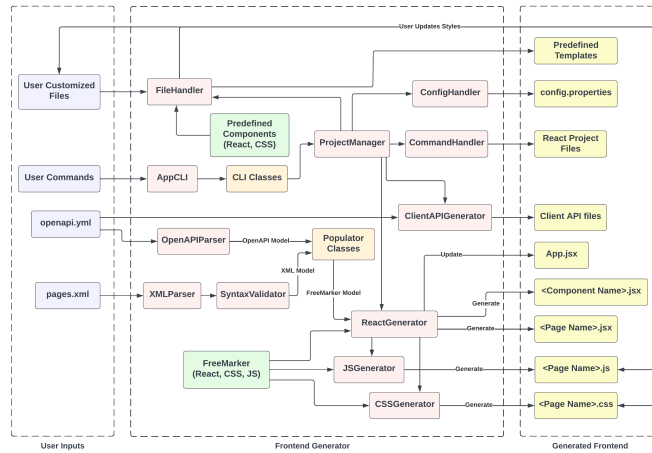 User Updates Styles
Predefined
Templates
User Customized
Files
FileHandler
ConfigHandler
config.properties
Predefined
Components
(React, CSS)
ProjectManager
CommandHandler
React Project
Files
User Commands
AppCLI
CLI Classes
openapi.yml
ClientAPIGenerator
Client API files
OpenAPIParser
OpenAPI Model
Populator
Classes
Update
App.jsx
XML Model
pages.xml
XMLParser
SyntaxValidator
FreeMarker Model
<Component Name>.jsx
Generate
ReactGenerator
Generate
<Page Name>.jsx
FreeMarker
(React, CSS, JS)
JSGenerator
Generate
<Page Name>.js
CSSGenerator
Generate
<Page Name>.css
User Inputs
Frontend Generator
Generated Frontend